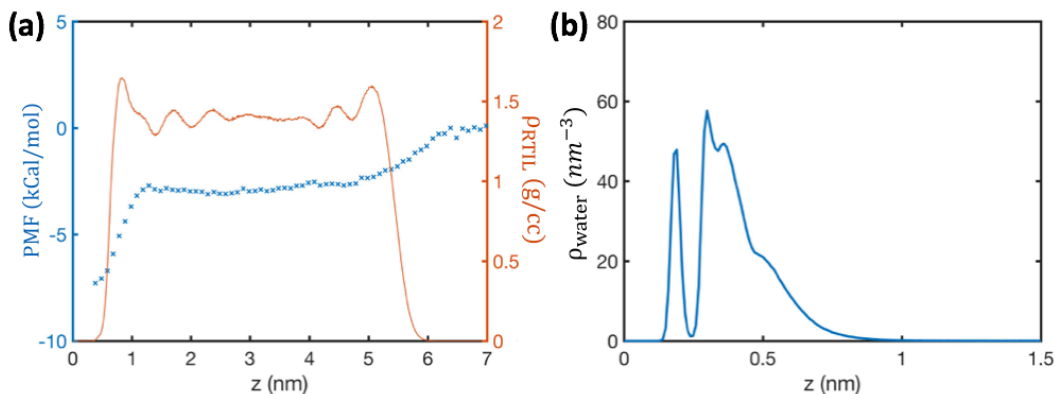 (a)
PMF (kCal/mol)
5
0
-5
-10
0 1 2 3 4 5 6 7
z (nm)
2
1.5
1
0.5
0
ρRTIL (g/cc)
(b)
ρwater (nm⁻³)
80
60
40
20
0
0 0.5 1 1.5
z (nm)